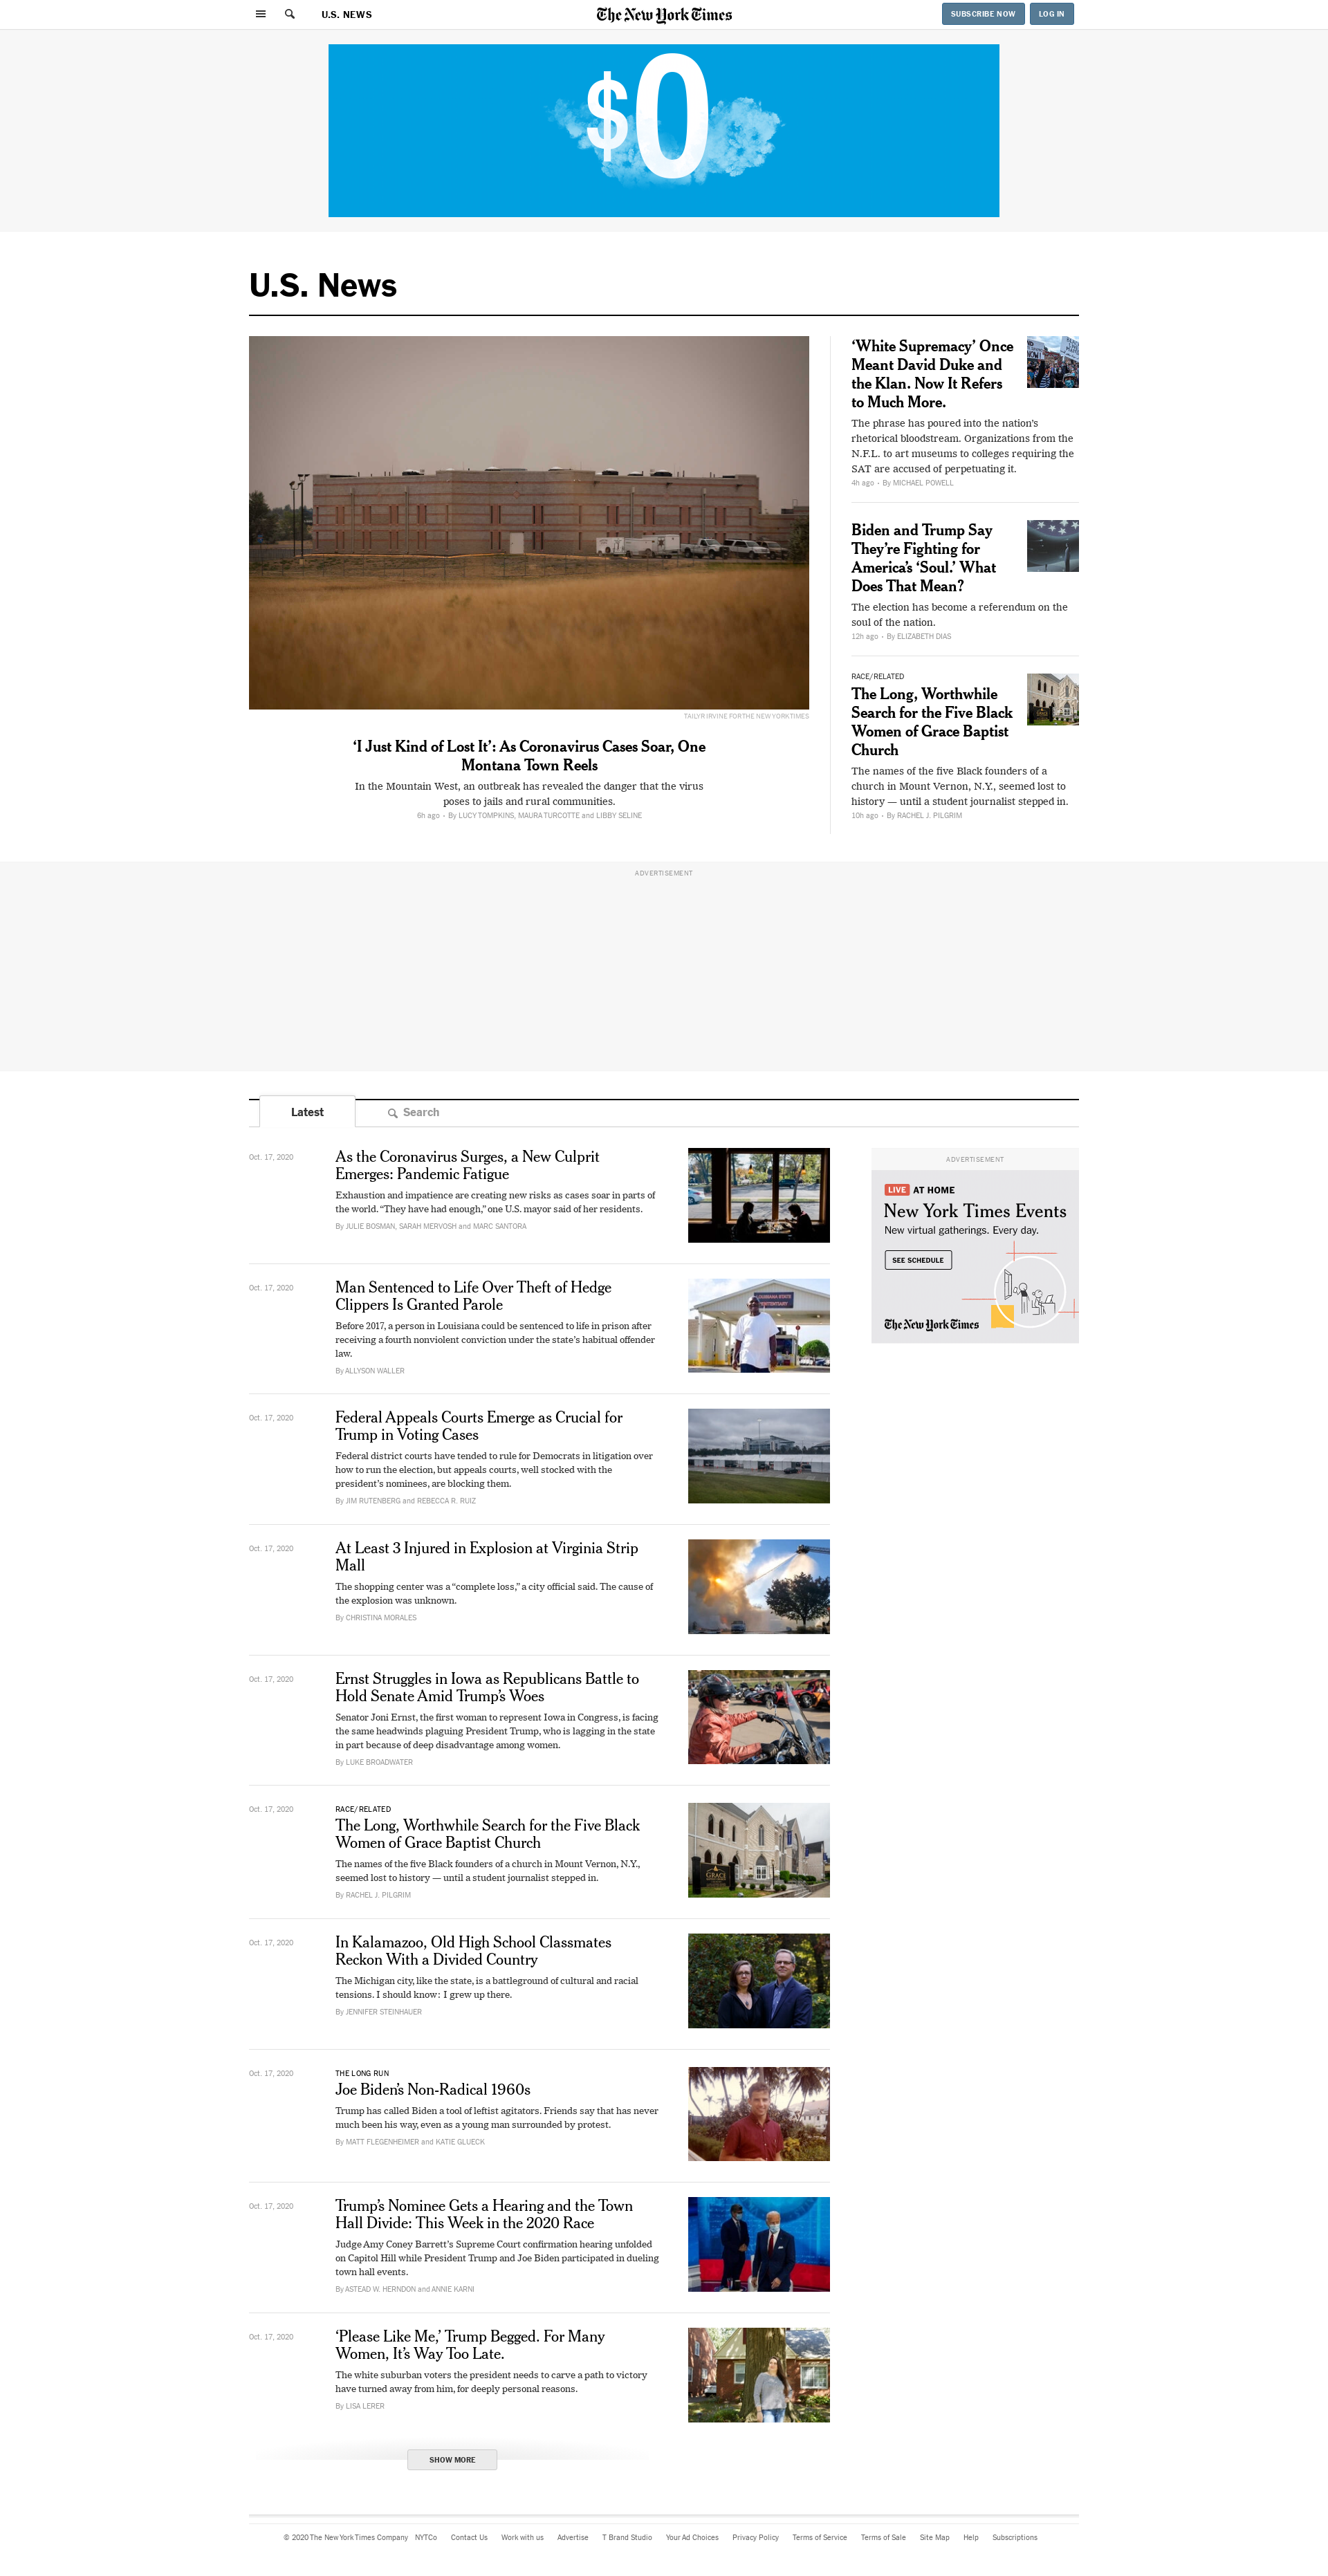 U.S. NEWS
The New York Times
SUBSCRIBE NOW
LOG IN
$0
U.S. News
TAILYR IRVINE FOR THE NEW YORK TIMES
‘I Just Kind of Lost It’: As Coronavirus Cases Soar, One
Montana Town Reels
In the Mountain West, an outbreak has revealed the danger that the virus
poses to jails and rural communities.
6h ago • By LUCY TOMPKINS, MAURA TURCOTTE and LIBBY SELINE
‘White Supremacy’ Once
Meant David Duke and
the Klan. Now It Refers
to Much More.
The phrase has poured into the nation’s
rhetorical bloodstream. Organizations from the
N.F.L. to art museums to colleges requiring the
SAT are accused of perpetuating it.
4h ago • By MICHAEL POWELL
Biden and Trump Say
They’re Fighting for
America’s ‘Soul.’ What
Does That Mean?
The election has become a referendum on the
soul of the nation.
12h ago • By ELIZABETH DIAS
RACE/RELATED
The Long, Worthwhile
Search for the Five Black
Women of Grace Baptist
Church
The names of the five Black founders of a
church in Mount Vernon, N.Y., seemed lost to
history — until a student journalist stepped in.
10h ago • By RACHEL J. PILGRIM
ADVERTISEMENT
Latest
Search
Oct. 17, 2020
As the Coronavirus Surges, a New Culprit
Emerges: Pandemic Fatigue
Exhaustion and impatience are creating new risks as cases soar in parts of
the world. “They have had enough,” one U.S. mayor said of her residents.
By JULIE BOSMAN, SARAH MERVOSH and MARC SANTORA
Oct. 17, 2020
Man Sentenced to Life Over Theft of Hedge
Clippers Is Granted Parole
Before 2017, a person in Louisiana could be sentenced to life in prison after
receiving a fourth nonviolent conviction under the state’s habitual offender
law.
By ALLYSON WALLER
Oct. 17, 2020
Federal Appeals Courts Emerge as Crucial for
Trump in Voting Cases
Federal district courts have tended to rule for Democrats in litigation over
how to run the election, but appeals courts, well stocked with the
president’s nominees, are blocking them.
By JIM RUTENBERG and REBECCA R. RUIZ
Oct. 17, 2020
At Least 3 Injured in Explosion at Virginia Strip
Mall
The shopping center was a “complete loss,” a city official said. The cause of
the explosion was unknown.
By CHRISTINA MORALES
Oct. 17, 2020
Ernst Struggles in Iowa as Republicans Battle to
Hold Senate Amid Trump’s Woes
Senator Joni Ernst, the first woman to represent Iowa in Congress, is facing
the same headwinds plaguing President Trump, who is lagging in the state
in part because of deep disadvantage among women.
By LUKE BROADWATER
Oct. 17, 2020
RACE/RELATED
The Long, Worthwhile Search for the Five Black
Women of Grace Baptist Church
The names of the five Black founders of a church in Mount Vernon, N.Y.,
seemed lost to history — until a student journalist stepped in.
By RACHEL J. PILGRIM
GRACE
Oct. 17, 2020
In Kalamazoo, Old High School Classmates
Reckon With a Divided Country
The Michigan city, like the state, is a battleground of cultural and racial
tensions. I should know: I grew up there.
By JENNIFER STEINHAUER
Oct. 17, 2020
THE LONG RUN
Joe Biden’s Non-Radical 1960s
Trump has called Biden a tool of leftist agitators. Friends say that has never
much been his way, even as a young man surrounded by protest.
By MATT FLEGENHEIMER and KATIE GLUECK
Oct. 17, 2020
Trump’s Nominee Gets a Hearing and the Town
Hall Divide: This Week in the 2020 Race
Judge Amy Coney Barrett’s Supreme Court confirmation hearing unfolded
on Capitol Hill while President Trump and Joe Biden participated in dueling
town hall events.
By ASTEAD W. HERNDON and ANNIE KARNI
Oct. 17, 2020
‘Please Like Me,’ Trump Begged. For Many
Women, It’s Way Too Late.
The white suburban voters the president needs to carve a path to victory
have turned away from him, for deeply personal reasons.
By LISA LERER
SHOW MORE
ADVERTISEMENT
LIVE AT HOME
New York Times Events
New virtual gatherings. Every day.
SEE SCHEDULE
The New York Times
© 2020 The New York Times Company NYTCo Contact Us Work with us Advertise T Brand Studio Your Ad Choices Privacy Policy Terms of Service Terms of Sale Site Map Help Subscriptions